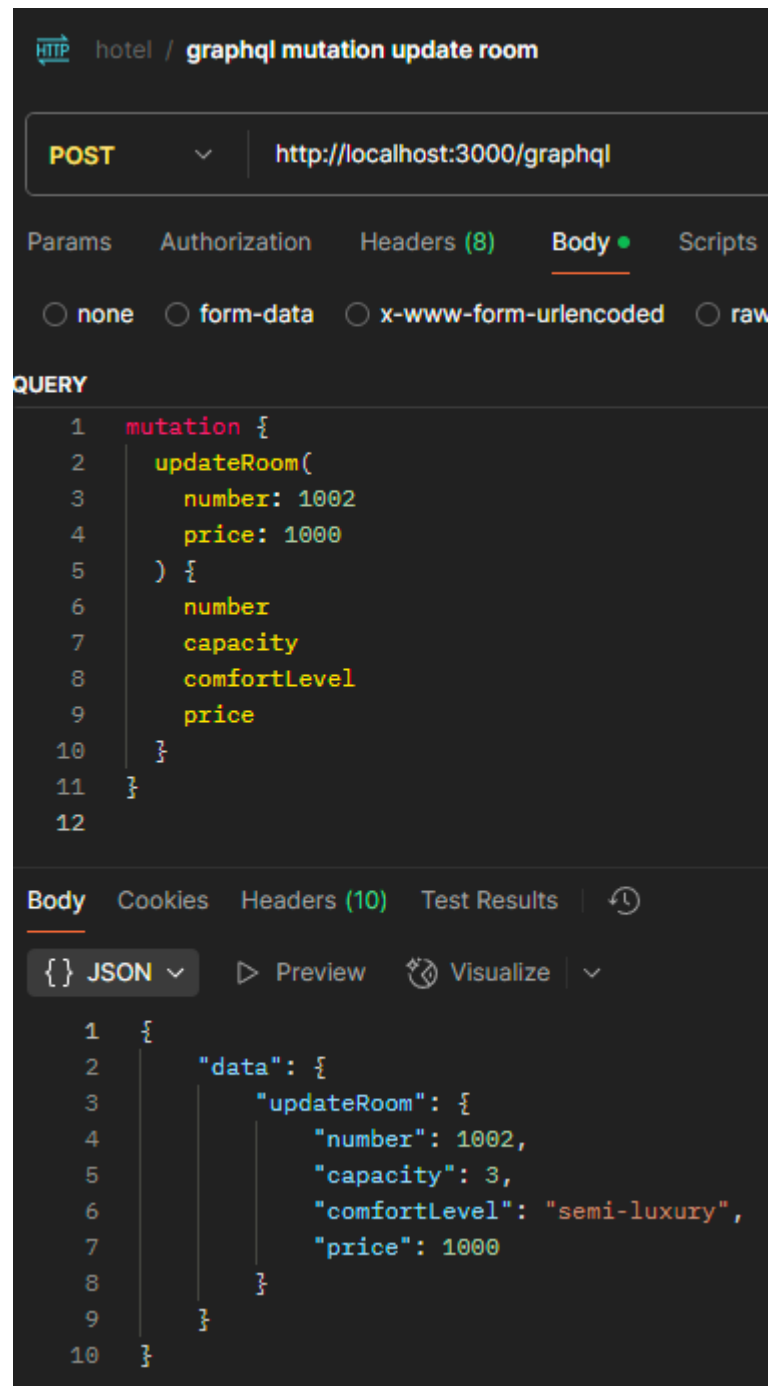 HTTP hotel / graphql mutation update room
POST http://localhost:3000/graphql
Params Authorization Headers (8) Body Scripts
none form-data x-www-form-urlencoded raw
QUERY
1 mutation {
2 updateRoom(
3 number: 1002
4 price: 1000
5 ) {
6 number
7 capacity
8 comfortLevel
9 price
10 }
11 }
12
Body Cookies Headers (10) Test Results
{} JSON Preview Visualize
1 {
2 "data": {
3 "updateRoom": {
4 "number": 1002,
5 "capacity": 3,
6 "comfortLevel": "semi-luxury",
7 "price": 1000
8 }
9 }
10 }